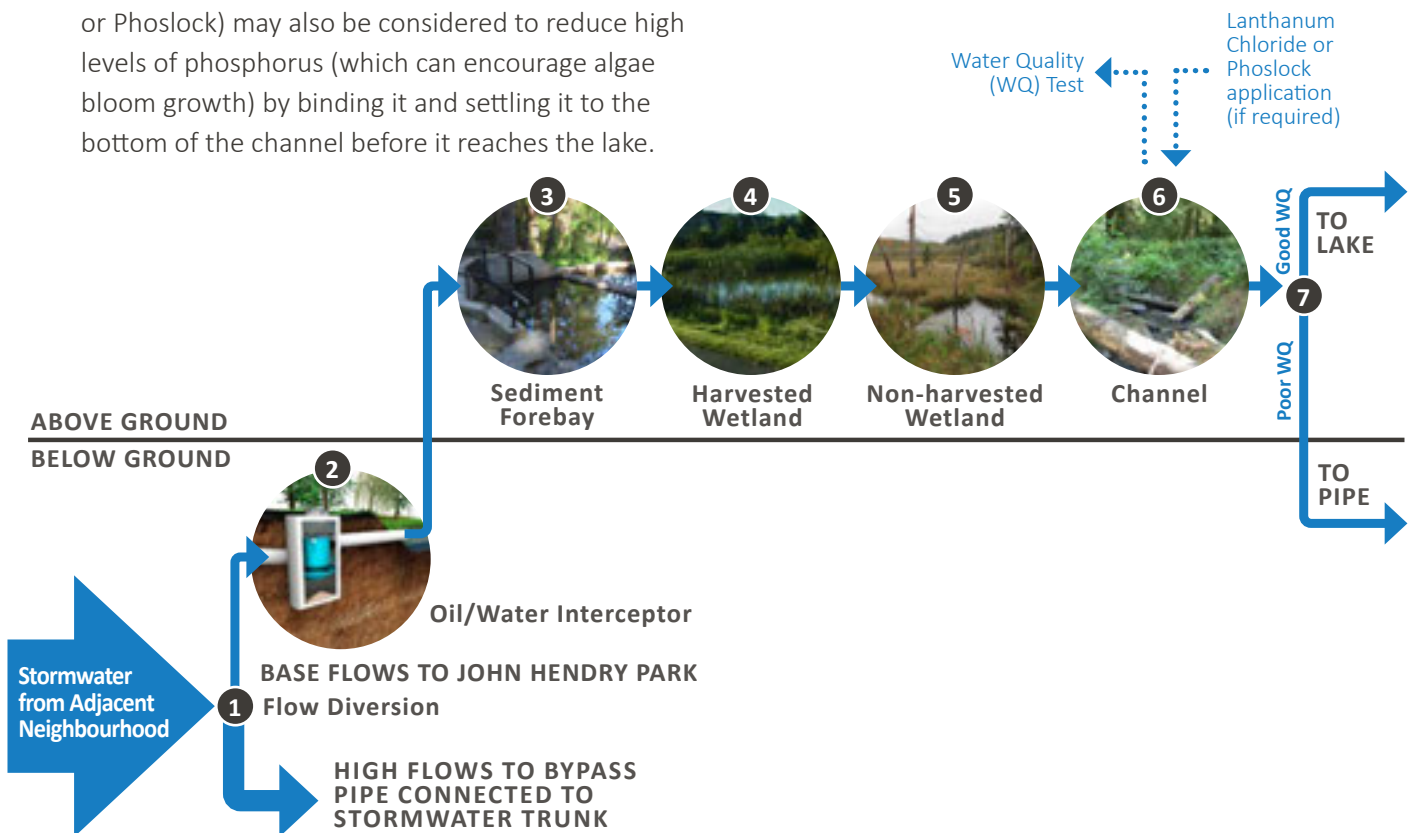 or Phoslock) may also be considered to reduce high
levels of phosphorus (which can encourage algae
bloom growth) by binding it and settling it to the
bottom of the channel before it reaches the lake.
Water Quality
(WQ) Test
Lanthanum
Chloride or
Phoslock
application
(if required)
3
4
5
6
Good WQ
TO
LAKE
7
Poor WQ
TO
PIPE
Sediment
Forebay
Harvested
Wetland
Non-harvested
Wetland
Channel
ABOVE GROUND
BELOW GROUND
2
Oil/Water Interceptor
BASE FLOWS TO JOHN HENDRY PARK
Stormwater
from Adjacent
Neighbourhood
1
Flow Diversion
HIGH FLOWS TO BYPASS
PIPE CONNECTED TO
STORMWATER TRUNK